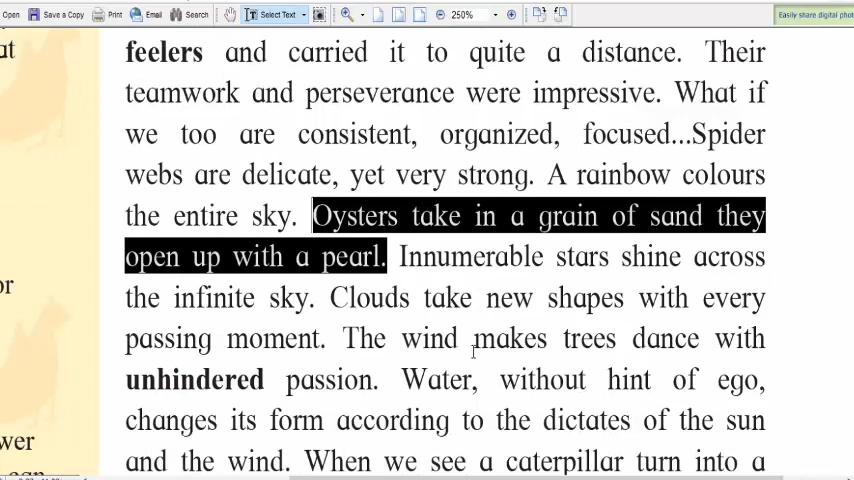 Open Save a Copy Print Email Search Select Text 250% Easily share digital phot
feelers and carried it to quite a distance. Their
at
teamwork and perseverance were impressive. What if
we too are consistent, organized, focused...Spider
webs are delicate, yet very strong. A rainbow colours
the entire sky. Oysters take in a grain of sand they
open up with a pearl. Innumerable stars shine across
or
the infinite sky. Clouds take new shapes with every
passing moment. The wind makes trees dance with
unhindered passion. Water, without hint of ego,
changes its form according to the dictates of the sun
wer
and the wind. When we see a caterpillar turn into a